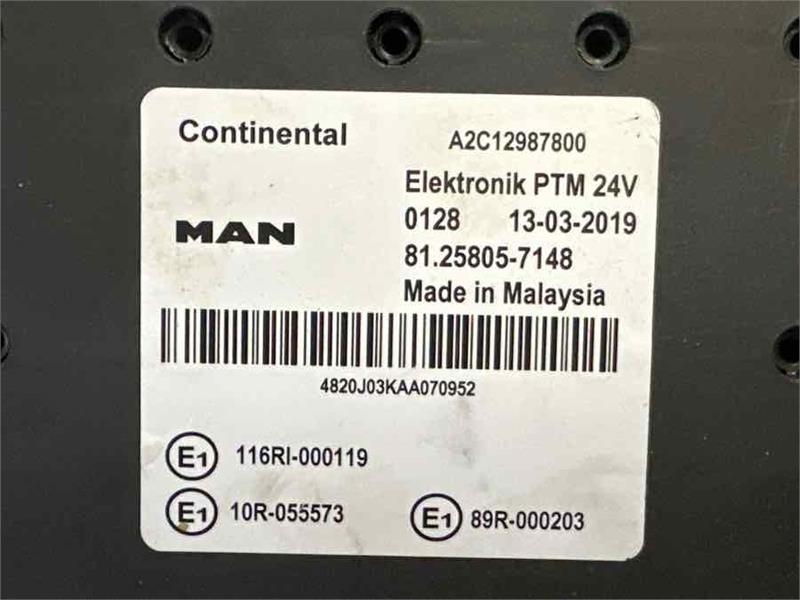 Continental A2C12987800
Elektronik PTM 24V
0128 13-03-2019
MAN
81.25805-7148
Made in Malaysia
4820J03KAA070952
E1 116RI-000119
E1 10R-055573
E1 89R-000203